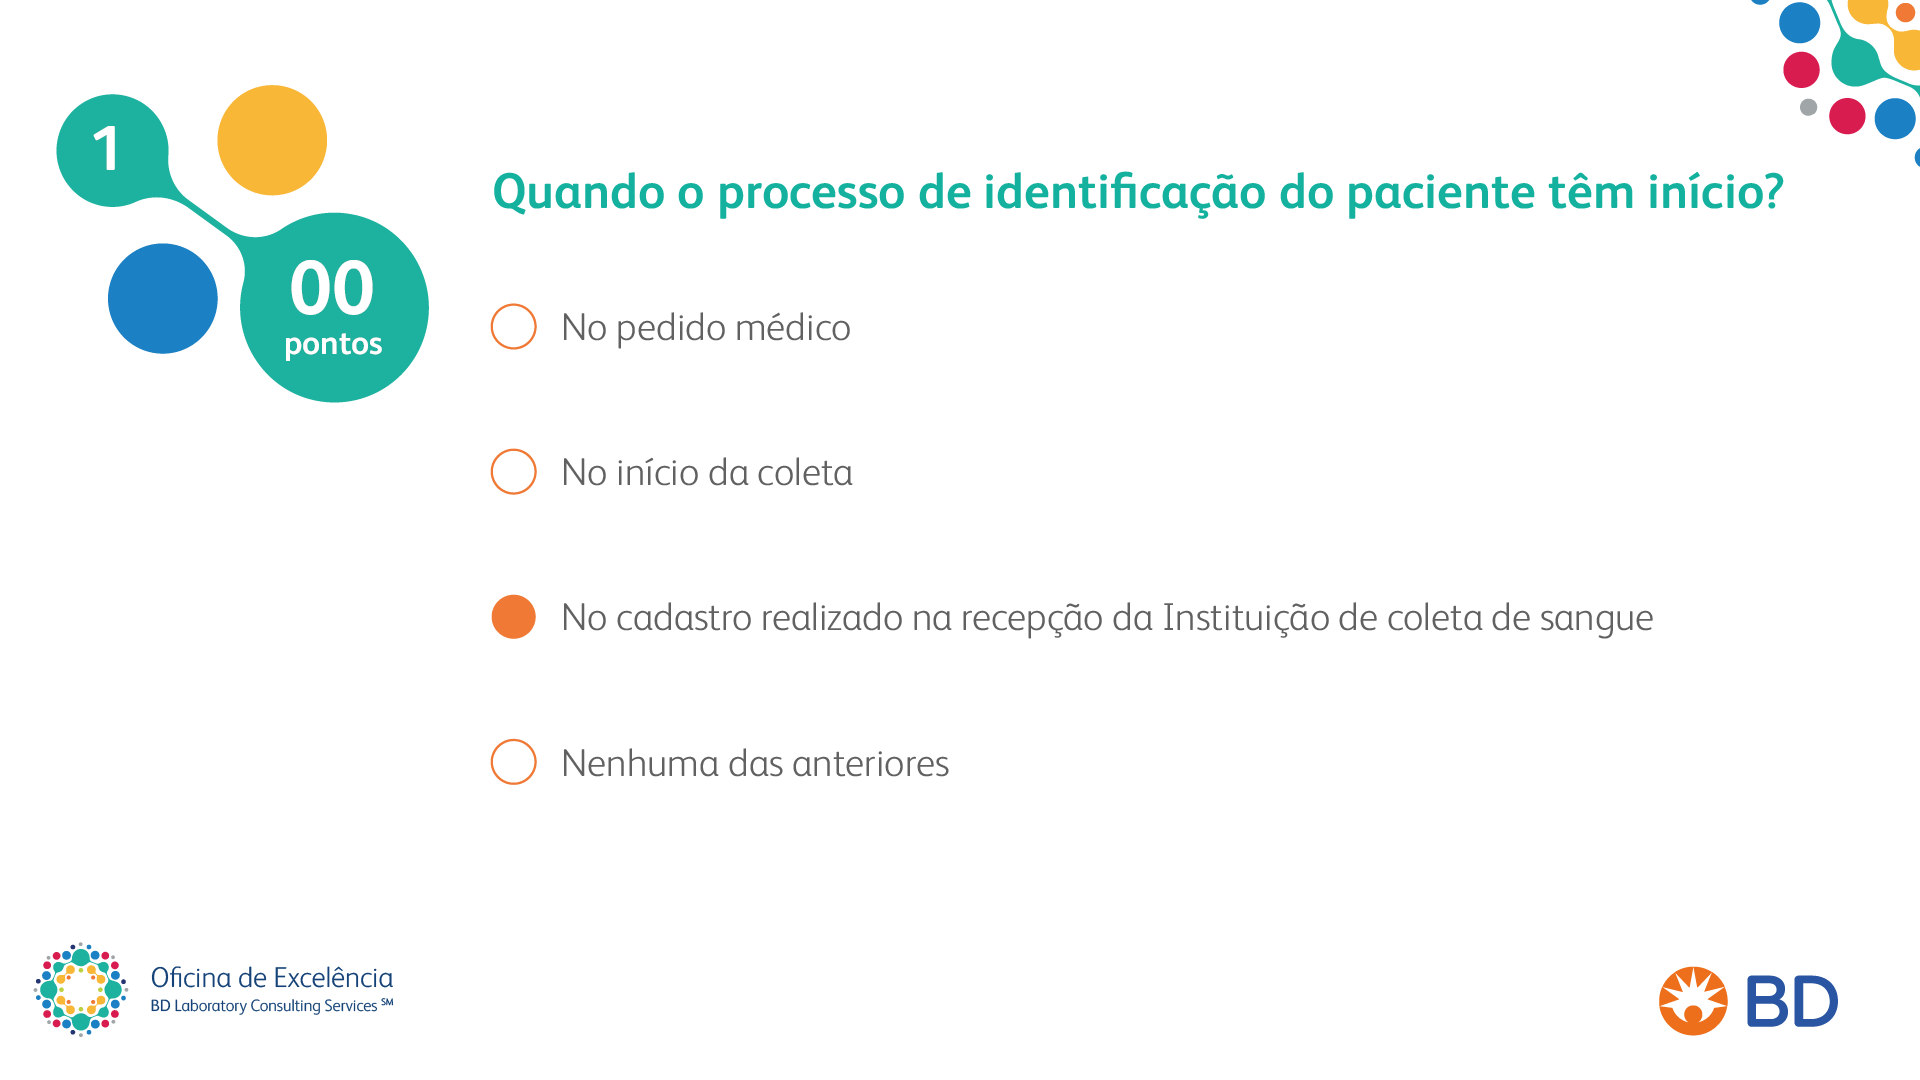 1
00
pontos
Quando o processo de identificação do paciente têm início?
No pedido médico
No início da coleta
No cadastro realizado na recepção da Instituição de coleta de sangue
Nenhuma das anteriores
Oficina de Excelência
BD Laboratory Consulting Services ℠
BD